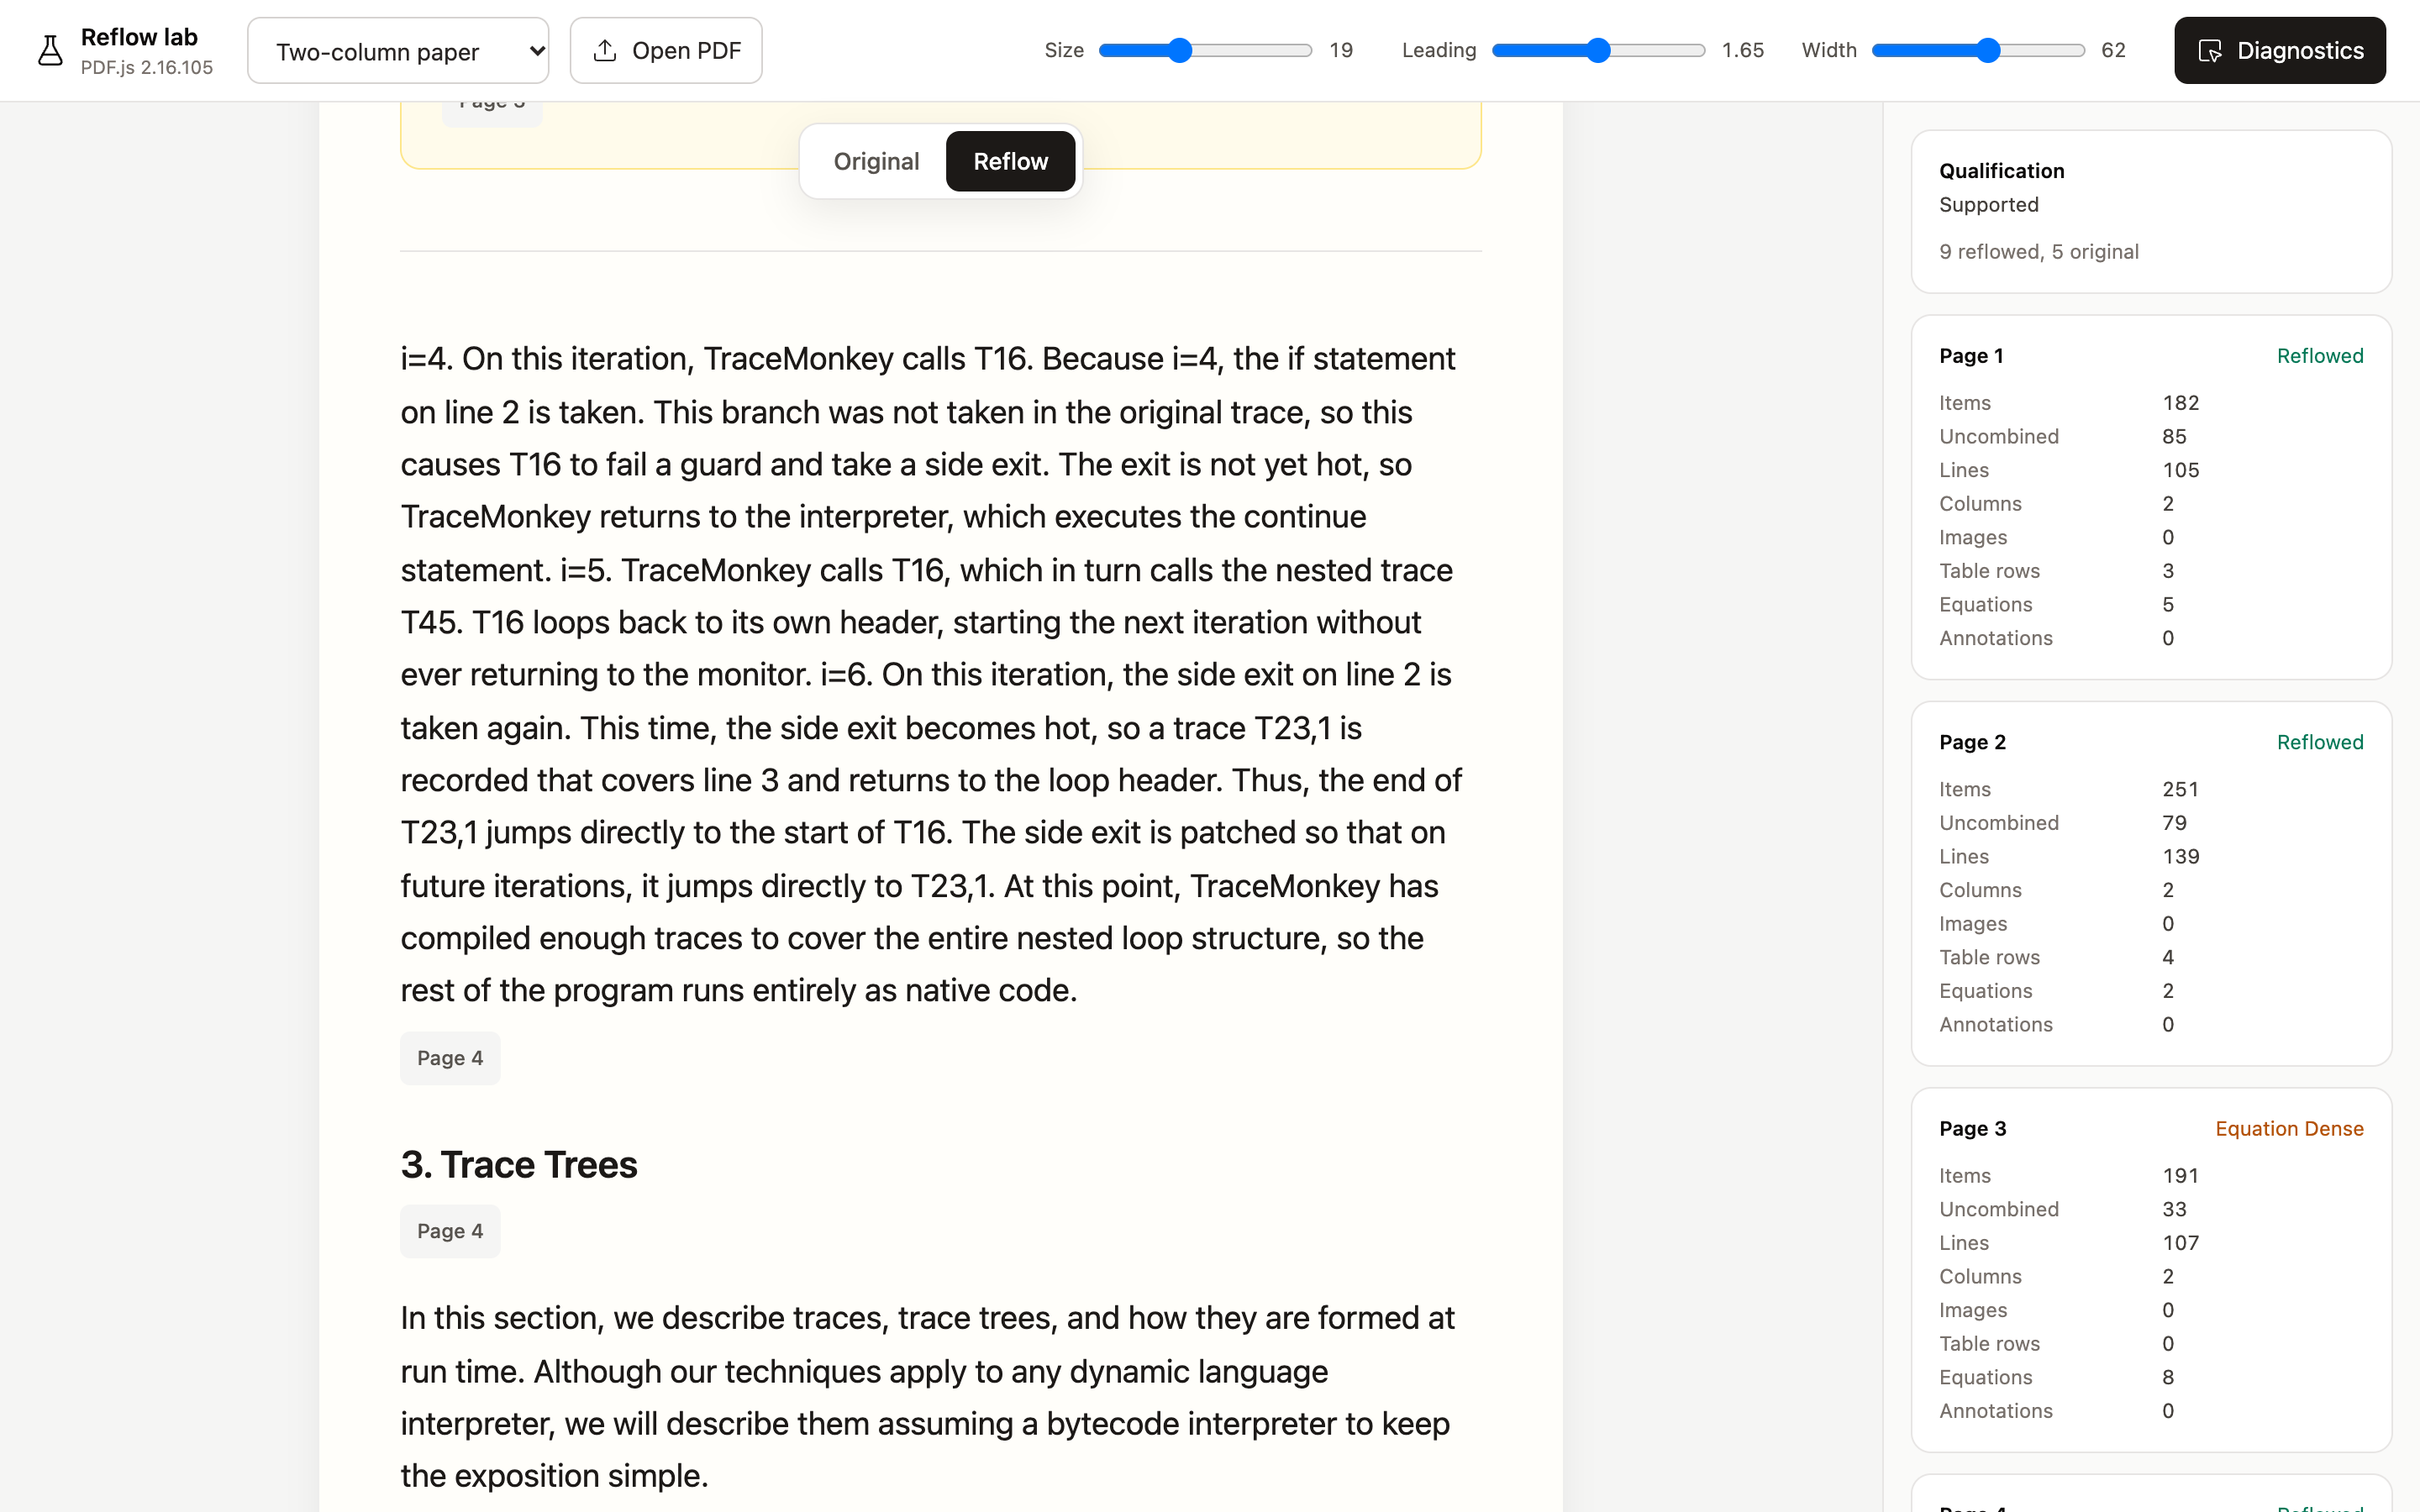 Reflow lab
PDF.js 2.16.105
Two-column paper
Open PDF
Size 19
Leading 1.65
Width 62
Diagnostics
Page 3
Original
Reflow
i=4. On this iteration, TraceMonkey calls T16. Because i=4, the if statement
on line 2 is taken. This branch was not taken in the original trace, so this
causes T16 to fail a guard and take a side exit. The exit is not yet hot, so
TraceMonkey returns to the interpreter, which executes the continue
statement. i=5. TraceMonkey calls T16, which in turn calls the nested trace
T45. T16 loops back to its own header, starting the next iteration without
ever returning to the monitor. i=6. On this iteration, the side exit on line 2 is
taken again. This time, the side exit becomes hot, so a trace T23,1 is
recorded that covers line 3 and returns to the loop header. Thus, the end of
T23,1 jumps directly to the start of T16. The side exit is patched so that on
future iterations, it jumps directly to T23,1. At this point, TraceMonkey has
compiled enough traces to cover the entire nested loop structure, so the
rest of the program runs entirely as native code.
Page 4
3. Trace Trees
Page 4
In this section, we describe traces, trace trees, and how they are formed at
run time. Although our techniques apply to any dynamic language
interpreter, we will describe them assuming a bytecode interpreter to keep
the exposition simple.
Qualification
Supported
9 reflowed, 5 original
Page 1 Reflowed
Items 182
Uncombined 85
Lines 105
Columns 2
Images 0
Table rows 3
Equations 5
Annotations 0
Page 2 Reflowed
Items 251
Uncombined 79
Lines 139
Columns 2
Images 0
Table rows 4
Equations 2
Annotations 0
Page 3 Equation Dense
Items 191
Uncombined 33
Lines 107
Columns 2
Images 0
Table rows 0
Equations 8
Annotations 0
Page 4 Reflowed